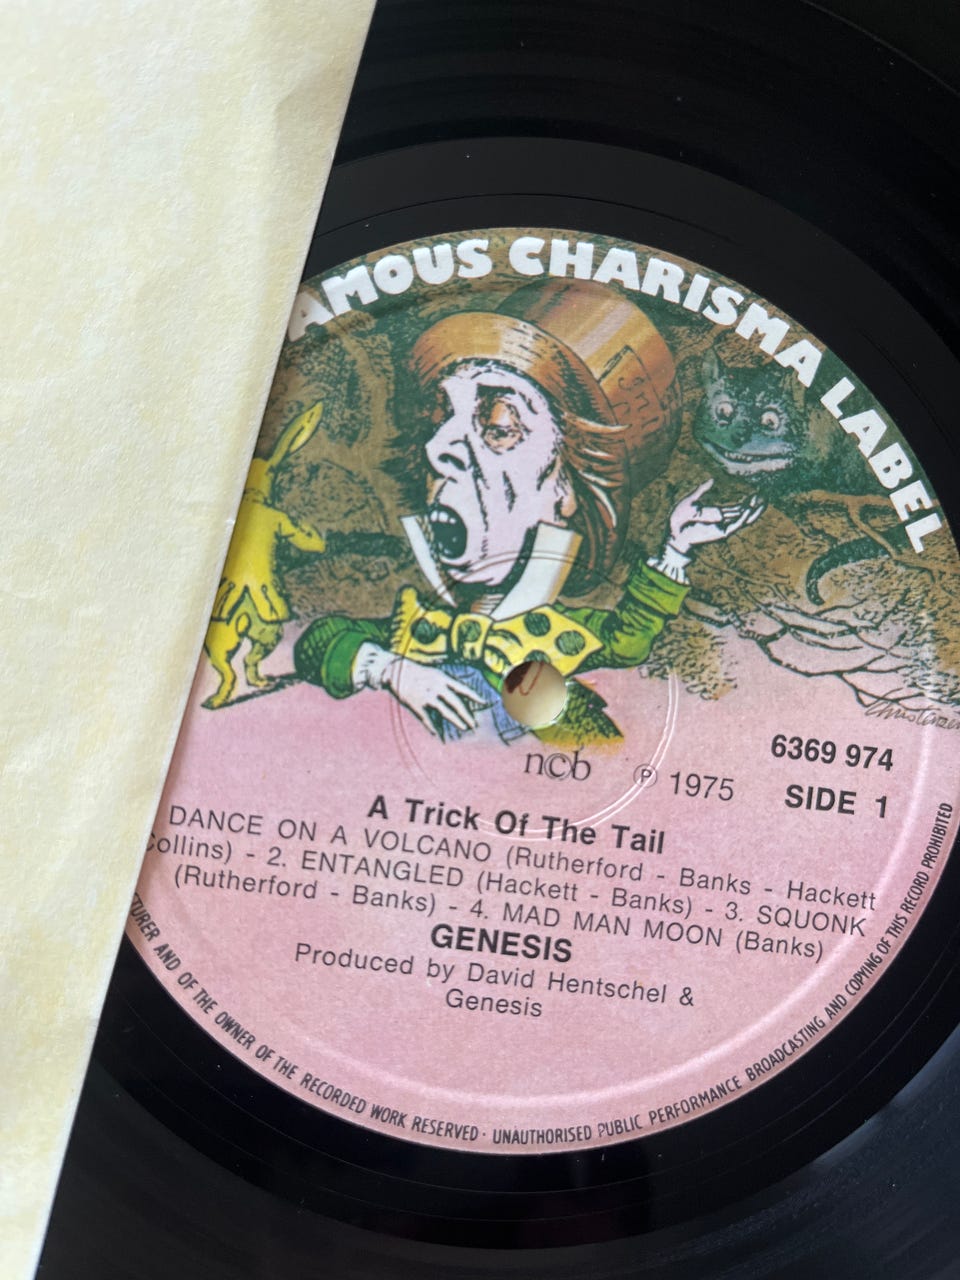 FAMOUS CHARISMA LABEL
6369 974
ncb ℗ 1975 SIDE 1
A Trick Of The Tail
DANCE ON A VOLCANO (Rutherford - Banks - Hackett
Collins) - 2. ENTANGLED (Hackett - Banks) - 3. SQUONK
(Rutherford - Banks) - 4. MAD MAN MOON (Banks)
GENESIS
Produced by David Hentschel &
Genesis
TURER AND OF THE OWNER OF THE RECORDED WORK RESERVED · UNAUTHORISED PUBLIC PERFORMANCE BROADCASTING AND COPYING OF THIS RECORD PROHIBITED